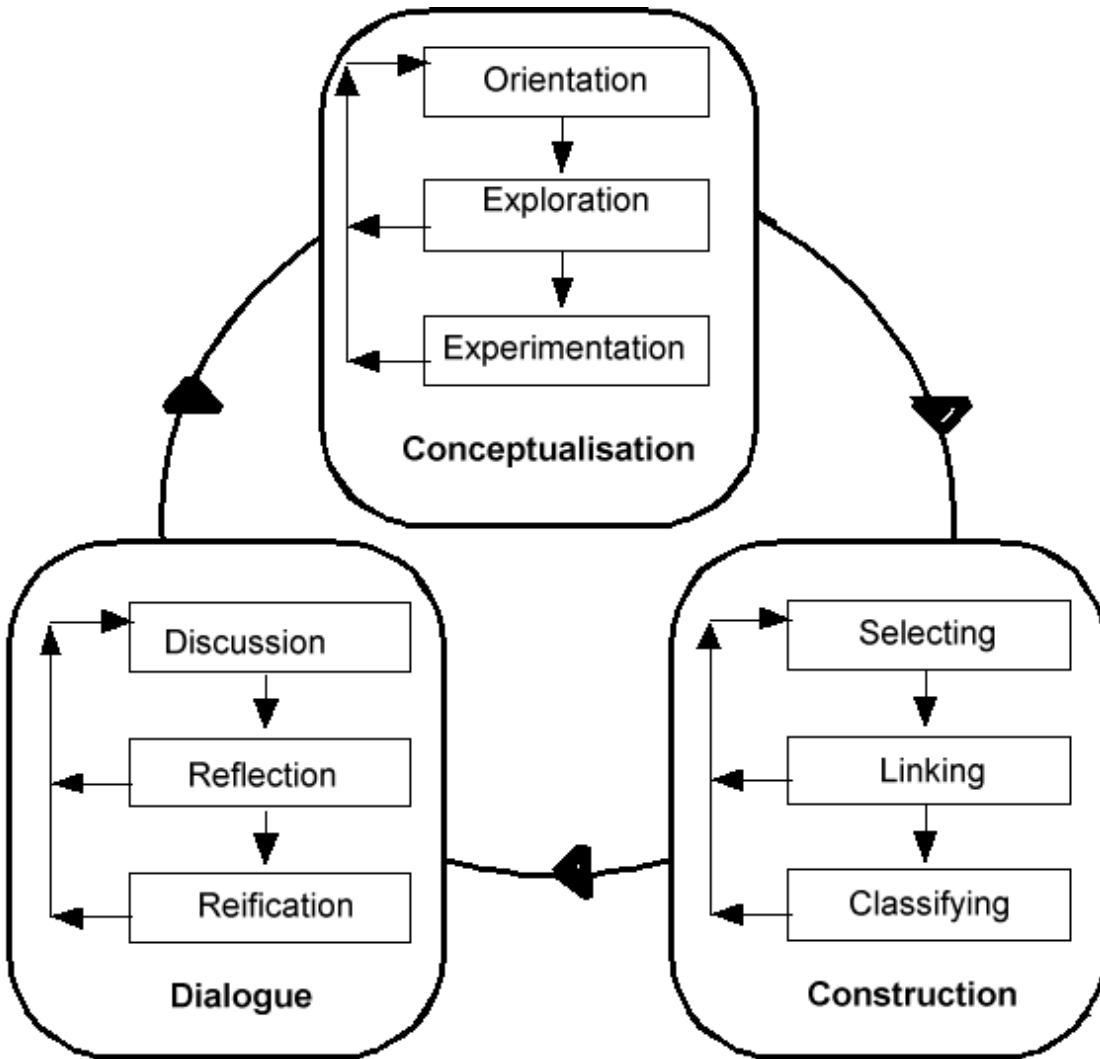 Orientation
Exploration
Experimentation
Conceptualisation
Discussion
Reflection
Reification
Dialogue
Selecting
Linking
Classifying
Construction